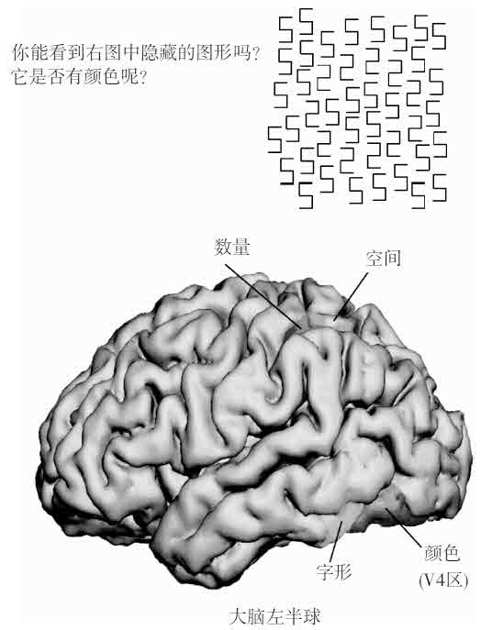 你能看到右图中隐藏的图形吗?
它是否有颜色呢?
数量
空间
字形
颜色
(V4区)
大脑左半球